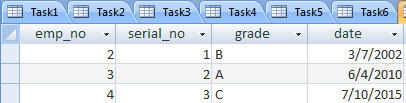 Task1 Task2 Task3 Task4 Task5 Task6
emp_no serial_no grade date
2 1 B 3/7/2002
3 2 A 6/4/2010
4 3 C 7/10/2015